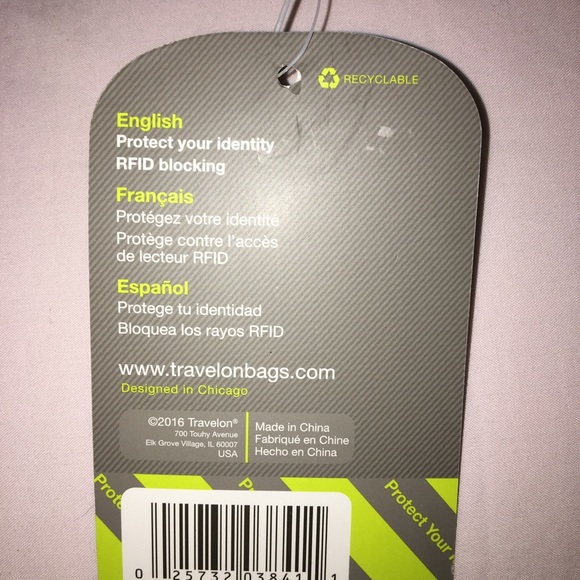 RECYCLABLE
English
Protect your identity
RFID blocking
Français
Protégez votre identité
Protège contre l'accès
de lecteur RFID
Español
Protege tu identidad
Bloquea los rayos RFID
www.travelonbags.com
Designed in Chicago
©2016 Travelon®
700 Touhy Avenue
Elk Grove Village, IL 60007
USA
Made in China
Fabriqué en Chine
Hecho en China
Protect Your
0 25732 03841 1